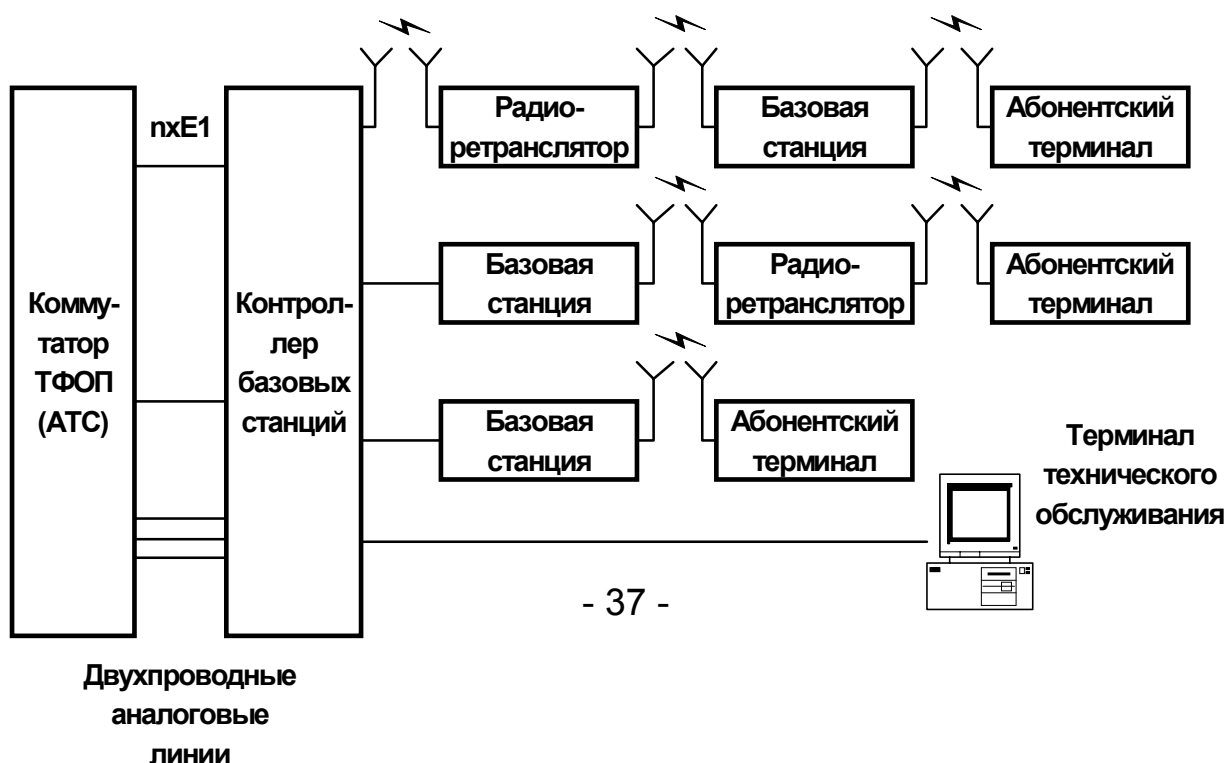 nxE1
Комму-
татор
ТФОП
(АТС)
Контрол-
лер
базовых
станций
Радио-
ретранслятор
Базовая
станция
Абонентский
терминал
Базовая
станция
Радио-
ретранслятор
Абонентский
терминал
Базовая
станция
Абонентский
терминал
Терминал
технического
обслуживания
- 37 -
Двухпроводные
аналоговые
линии